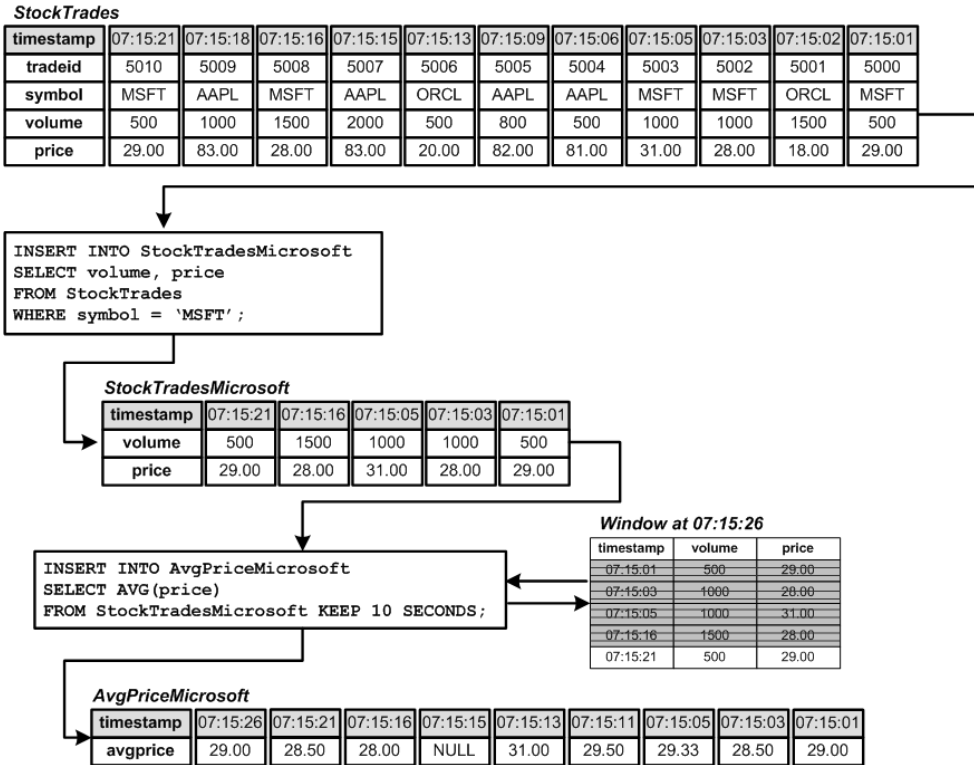 StockTrades
timestamp 07:15:21 07:15:18 07:15:16 07:15:15 07:15:13 07:15:09 07:15:06 07:15:05 07:15:03 07:15:02 07:15:01
tradeid 5010 5009 5008 5007 5006 5005 5004 5003 5002 5001 5000
symbol MSFT AAPL MSFT AAPL ORCL AAPL AAPL MSFT MSFT ORCL MSFT
volume 500 1000 1500 2000 500 800 500 1000 1000 1500 500
price 29.00 83.00 28.00 83.00 20.00 82.00 81.00 31.00 28.00 18.00 29.00
INSERT INTO StockTradesMicrosoft
SELECT volume, price
FROM StockTrades
WHERE symbol = ‘MSFT’;
StockTradesMicrosoft
timestamp 07:15:21 07:15:16 07:15:05 07:15:03 07:15:01
volume 500 1500 1000 1000 500
price 29.00 28.00 31.00 28.00 29.00
INSERT INTO AvgPriceMicrosoft
SELECT AVG(price)
FROM StockTradesMicrosoft KEEP 10 SECONDS;
Window at 07:15:26
timestamp volume price
07:15:01 500 29.00
07:15:03 1000 28.00
07:15:05 1000 31.00
07:15:16 1500 28.00
07:15:21 500 29.00
AvgPriceMicrosoft
timestamp 07:15:26 07:15:21 07:15:16 07:15:15 07:15:13 07:15:11 07:15:05 07:15:03 07:15:01
avgprice 29.00 28.50 28.00 NULL 31.00 29.50 29.33 28.50 29.00